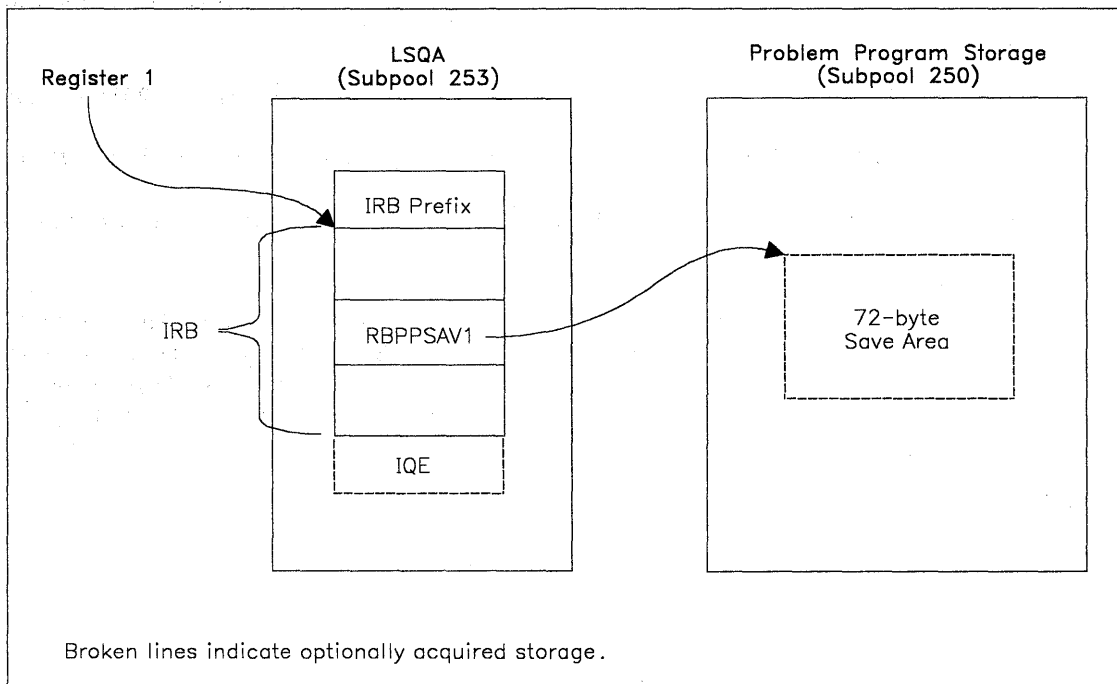 Register 1
LSQA
(Subpool 253)
Problem Program Storage
(Subpool 250)
IRB Prefix
IRB
RBPPSAV1
72-byte
Save Area
IQE
Broken lines indicate optionally acquired storage.